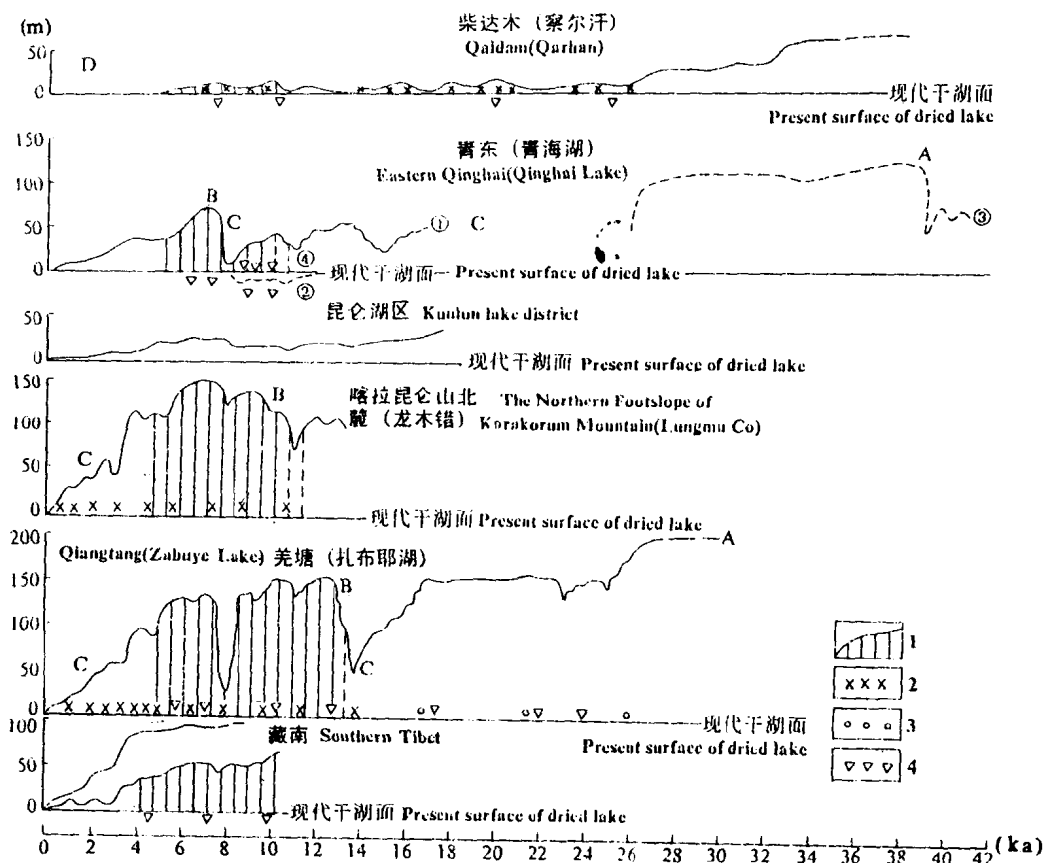 (m)
柴达木（察尔汗）
Qaidam(Qarhan)
50
0
D
现代干湖面
Present surface of dried lake
150
100
50
0
青东（青海湖）
Eastern Qinghai(Qinghai Lake)
A
B
C
①
C
③
④
②
现代干湖面 Present surface of dried lake
50
0
昆仑湖区 Kunlun lake district
现代干湖面 Present surface of dried lake
150
100
50
0
喀拉昆仑山北 The Northern Footslope of
麓（龙木错） Korakorum Mountain(Lungmu Co)
B
C
现代干湖面 Present surface of dried lake
200
150
100
50
0
Qiangtang(Zabuye Lake) 羌塘（扎布耶湖）
A
B
C
C
现代干湖面
Present surface of dried lake
1
2
3
4
100
50
0
藏南 Southern Tibet
现代干湖面 Present surface of dried lake
0 2 4 6 8 10 12 14 16 18 20 22 24 26 28 30 32 34 36 38 40 42 (ka)